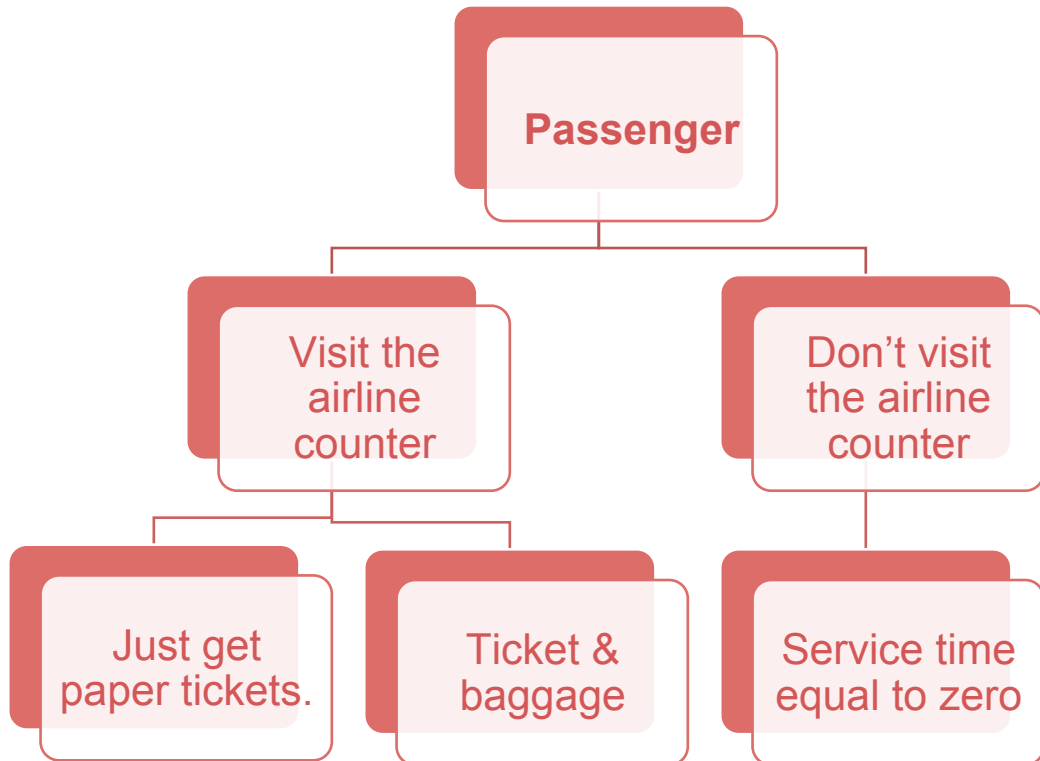 Passenger
Visit the
airline
counter
Don’t visit
the airline
counter
Just get
paper tickets.
Ticket &
baggage
Service time
equal to zero